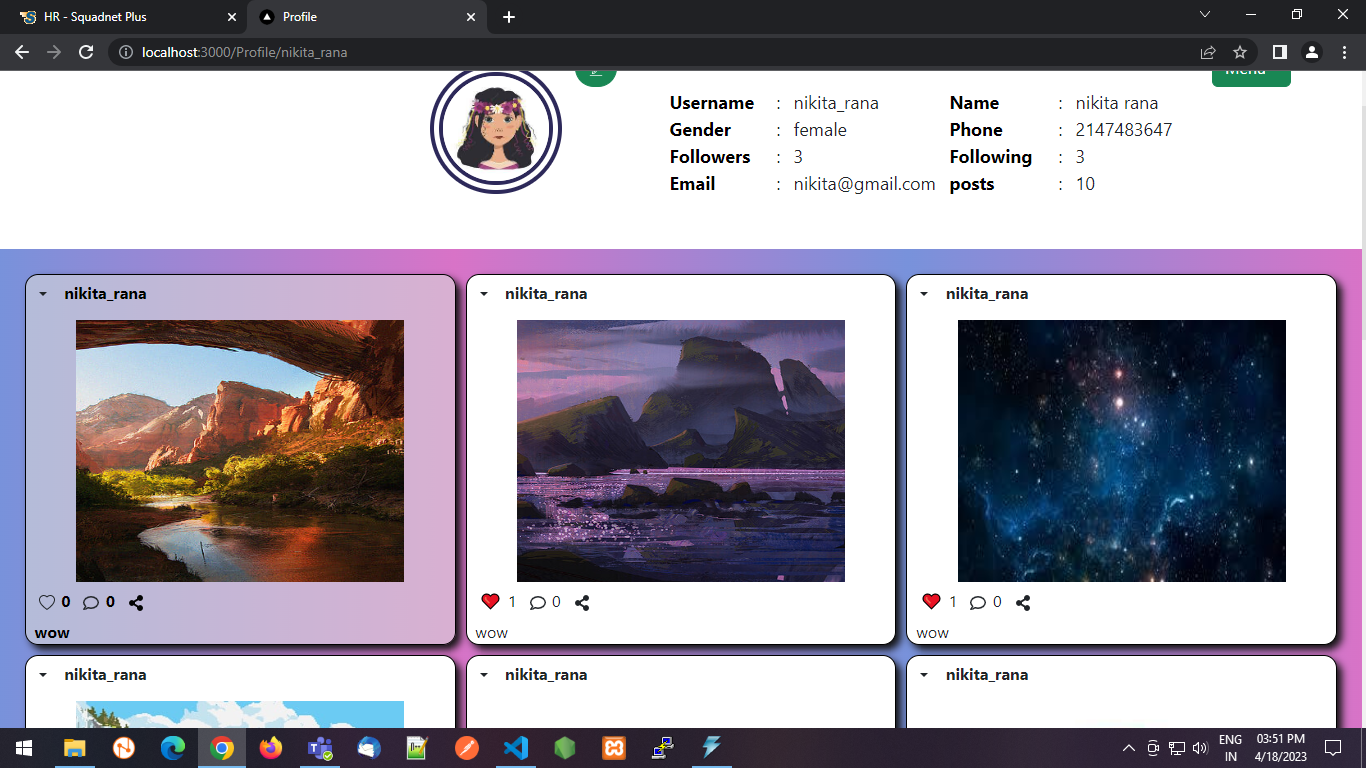 HR - Squadnet Plus
Profile
localhost:3000/Profile/nikita_rana
Menu
Username : nikita_rana Name : nikita rana
Gender : female Phone : 2147483647
Followers : 3 Following : 3
Email : nikita@gmail.com posts : 10
nikita_rana nikita_rana nikita_rana
0 0 1 0 1 0
wow wow wow
nikita_rana nikita_rana nikita_rana
ENG 03:51 PM
IN 4/18/2023